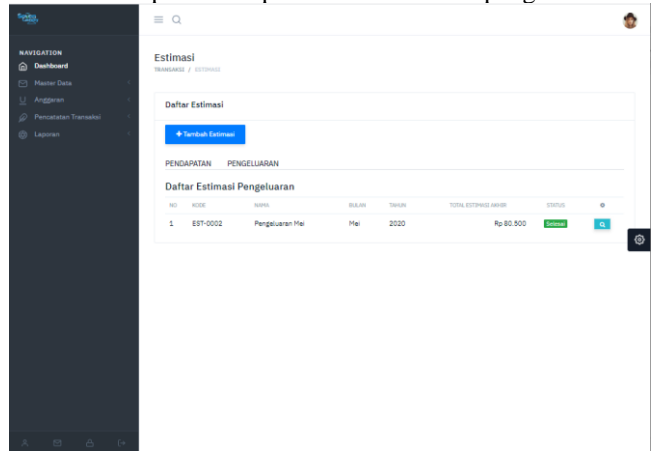 NAVIGATION
Dashboard
Master Data
Anggaran
Pencatatan Transaksi
Laporan
Estimasi
TRANSAKSI / ESTIMASI
Daftar Estimasi
+ Tambah Estimasi
PENDAPATAN PENGELUARAN
Daftar Estimasi Pengeluaran
NO KODE NAMA BULAN TAHUN TOTAL ESTIMASI AKHIR STATUS
1 EST-0002 Pengeluaran Mei Mei 2020 Rp 80.500 Selesai